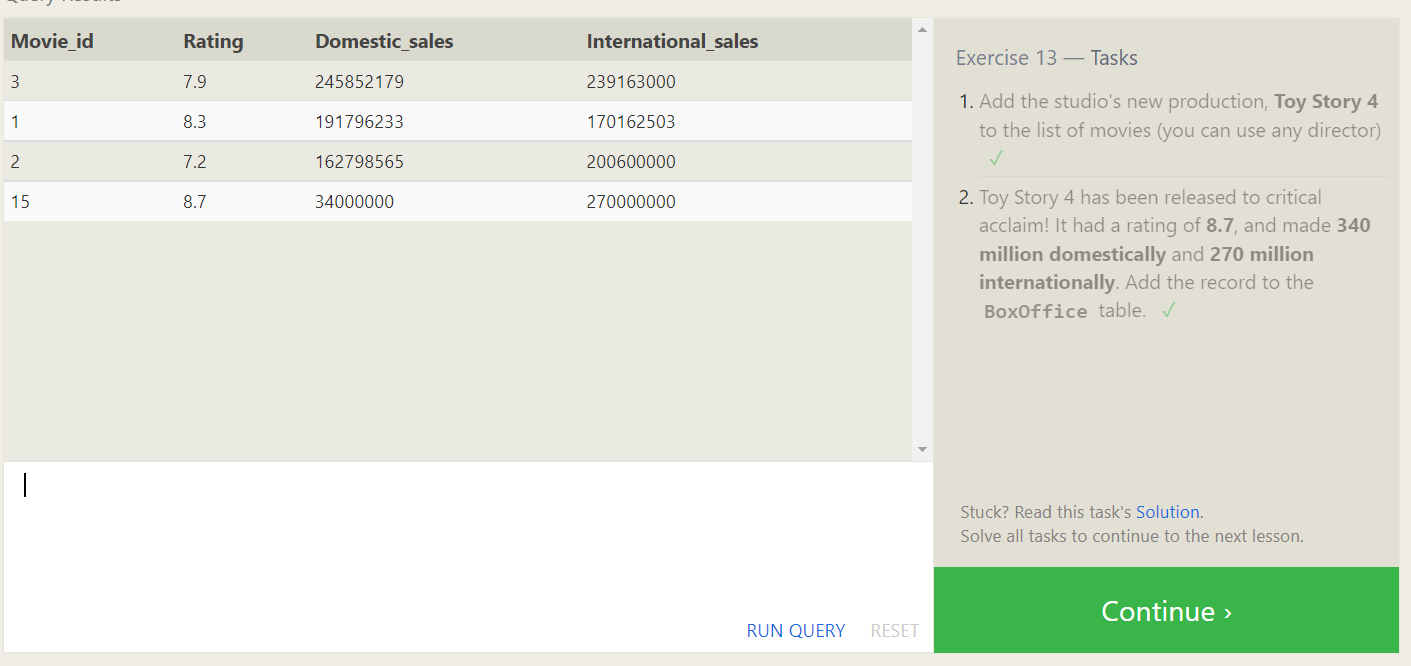 Query Results
Movie_id Rating Domestic_sales International_sales
3 7.9 245852179 239163000
1 8.3 191796233 170162503
2 7.2 162798565 200600000
15 8.7 34000000 270000000
RUN QUERY RESET
Exercise 13 — Tasks
1. Add the studio's new production, Toy Story 4
to the list of movies (you can use any director)
✓
2. Toy Story 4 has been released to critical
acclaim! It had a rating of 8.7, and made 340
million domestically and 270 million
internationally. Add the record to the
BoxOffice table. ✓
Stuck? Read this task's Solution.
Solve all tasks to continue to the next lesson.
Continue ›